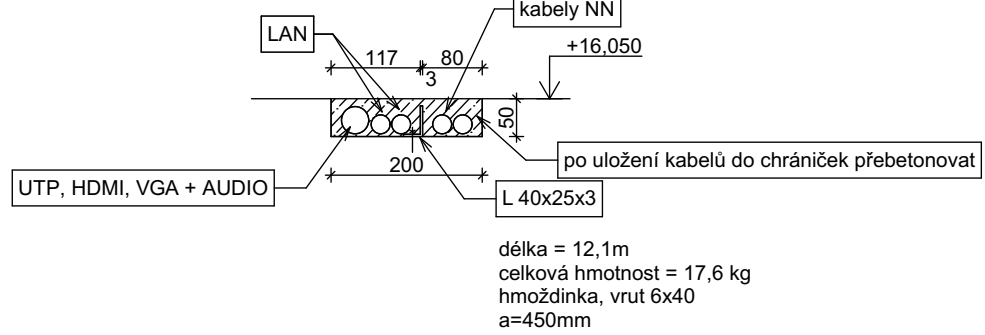 kabely NN
LAN
+16,050
117
80
3
50
po uložení kabelů do chrániček přebetonovat
200
UTP, HDMI, VGA + AUDIO
L 40x25x3
délka = 12,1m
celková hmotnost = 17,6 kg
hmoždinka, vrut 6x40
a=450mm